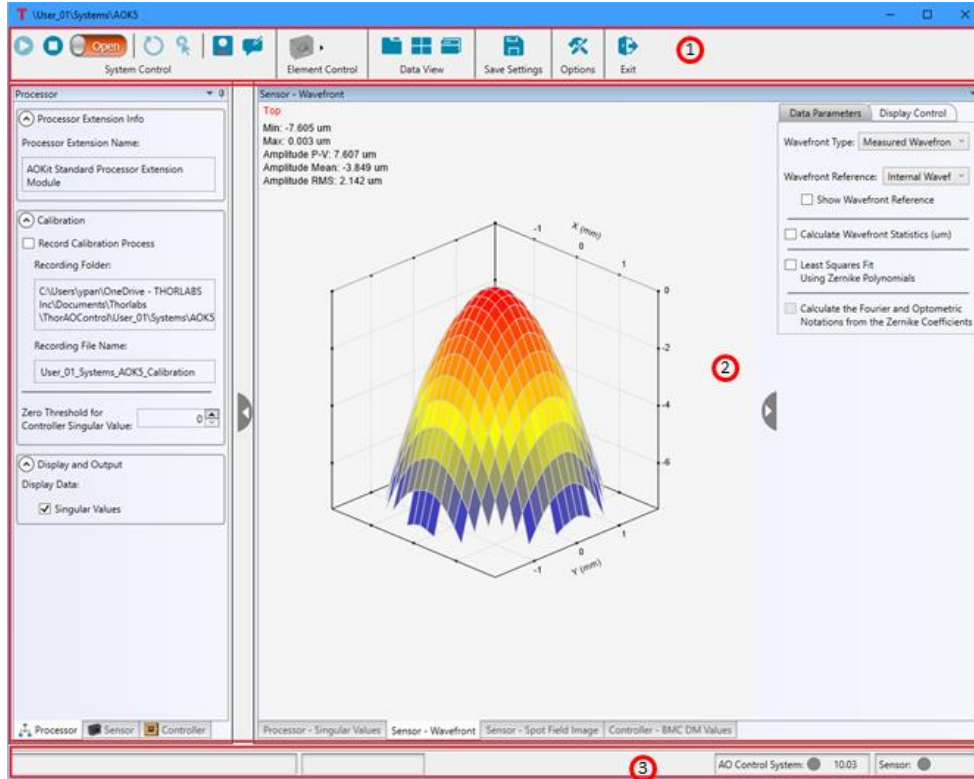 T \User_01\Systems\AOK5
Open
System Control
Element Control
Data View
Save Settings
Options
Exit
1
Processor
Processor Extension Info
Processor Extension Name:
AOKit Standard Processor Extension
Module
Calibration
Record Calibration Process
Recording Folder:
C:\Users\ypan\OneDrive - THORLABS
Inc\Documents\Thorlabs
\ThorAOControl\User_01\Systems\AOK5
Recording File Name:
User_01_Systems_AOK5_Calibration
Zero Threshold for
Controller Singular Value:
0
Display and Output
Display Data:
Singular Values
Processor
Sensor
Controller
Sensor - Wavefront
Top
Min: -7.605 um
Max: 0.003 um
Amplitude P-V: 7.607 um
Amplitude Mean: -3.849 um
Amplitude RMS: 2.142 um
-1
X (mm)
0
1
0
-2
-4
-6
1
0
Y (mm)
-1
2
Data Parameters
Display Control
Wavefront Type: Measured Wavefron
Wavefront Reference: Internal Wavef
Show Wavefront Reference
Calculate Wavefront Statistics (um)
Least Squares Fit
Using Zernike Polynomials
Calculate the Fourier and Optometric
Notations from the Zernike Coefficients
Processor - Singular Values
Sensor - Wavefront
Sensor - Spot Field Image
Controller - BMC DM Values
3
AO Control System: 10.03
Sensor: